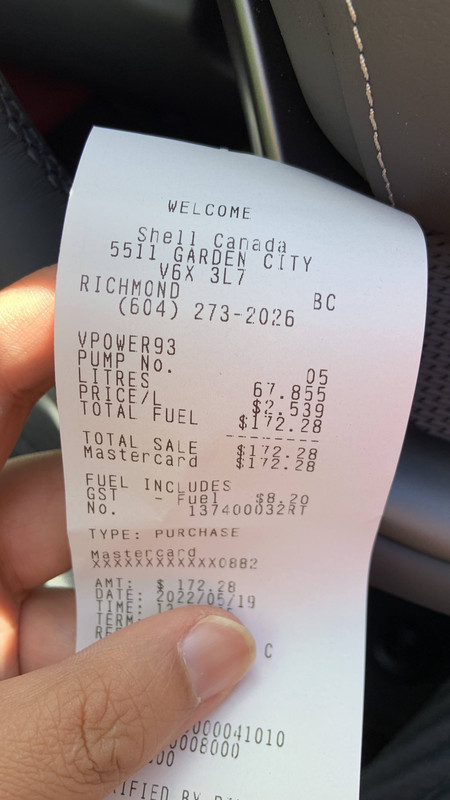 WELCOME
Shell Canada
5511 GARDEN CITY
V6X 3L7
RICHMOND BC
(604) 273-2026
VPOWER93
PUMP No. 05
LITRES 67.855
PRICE/L $2.539
TOTAL FUEL $172.28
----------
TOTAL SALE $172.28
Mastercard $172.28
FUEL INCLUDES
GST - Fuel $8.20
No. 137400032RT
TYPE: PURCHASE
Mastercard
XXXXXXXXXXXX0882
AMT: $ 172.28
DATE: 2022/05/19
TIME:
TERM
C